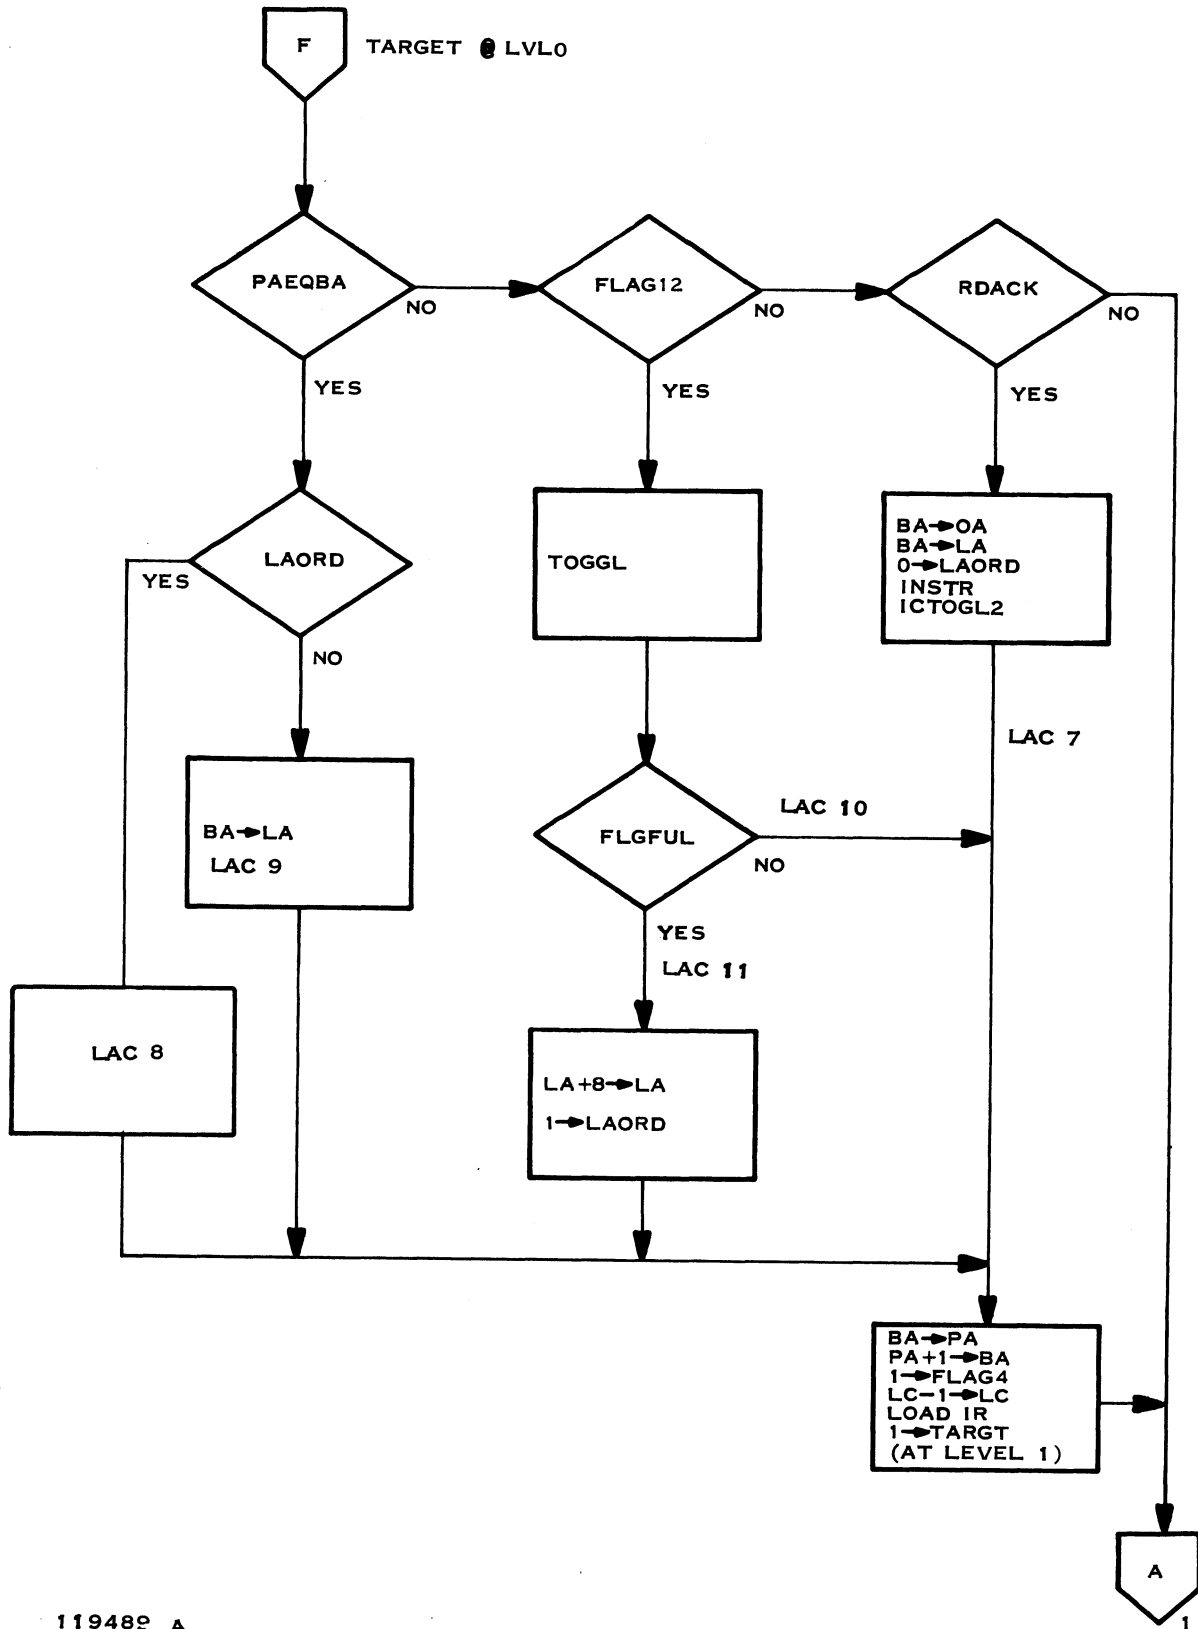 F
TARGET @ LVL0
PAEQBA
NO
YES
FLAG12
NO
YES
RDACK
NO
YES
LAORD
YES
NO
TOGGL
BA→OA
BA→LA
0→LAORD
INSTR
ICTOGL2
LAC 7
BA→LA
LAC 9
FLGFUL
LAC 10
NO
YES
LAC 11
LAC 8
LA+8→LA
1→LAORD
BA→PA
PA+1→BA
1→FLAG4
LC-1→LC
LOAD IR
1→TARGT
(AT LEVEL 1)
A
1
A